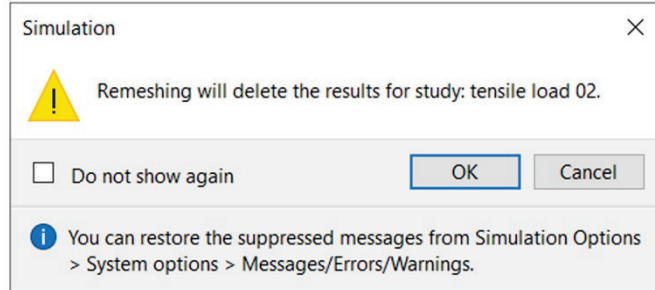 Simulation
Remeshing will delete the results for study: tensile load 02.
Do not show again
OK
Cancel
You can restore the suppressed messages from Simulation Options
> System options > Messages/Errors/Warnings.